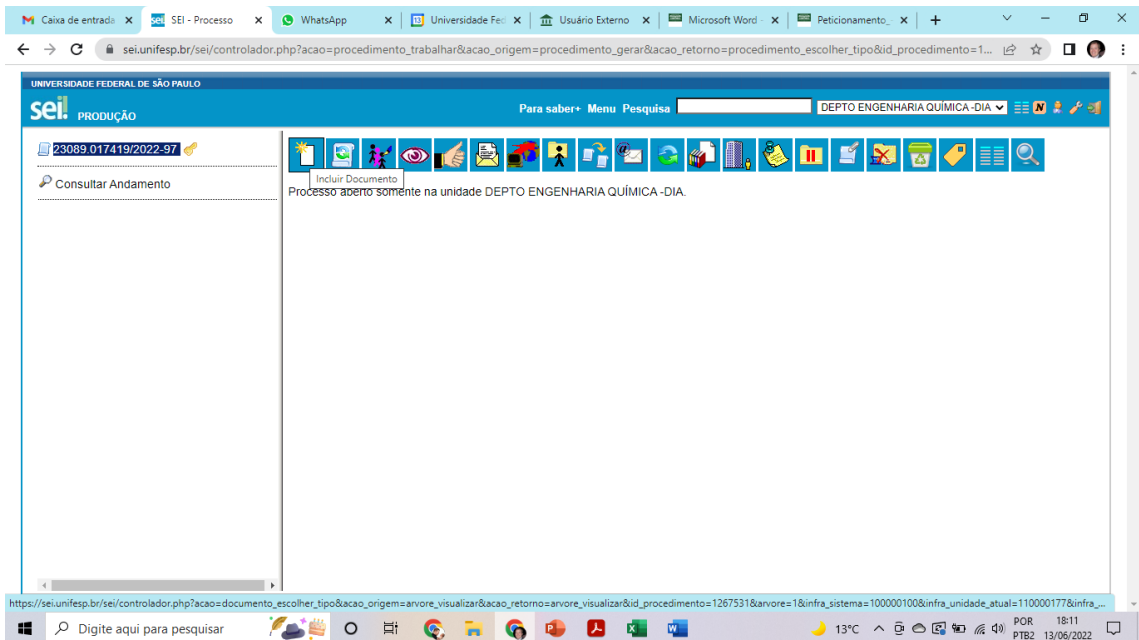 Caixa de entrada
SEI - Processo
WhatsApp
13 Universidade Fed
Usuário Externo
Microsoft Word -
Peticionamento_
sei.unifesp.br/sei/controlador.php?acao=procedimento_trabalhar&acao_origem=procedimento_gerar&acao_retorno=procedimento_escolher_tipo&id_procedimento=1...
UNIVERSIDADE FEDERAL DE SÃO PAULO
sei! PRODUÇÃO
Para saber+ Menu Pesquisa
DEPTO ENGENHARIA QUÍMICA -DIA
23089.017419/2022-97
Consultar Andamento
Incluir Documento
Processo aberto somente na unidade DEPTO ENGENHARIA QUÍMICA -DIA.
https://sei.unifesp.br/sei/controlador.php?acao=documento_escolher_tipo&acao_origem=arvore_visualizar&acao_retorno=arvore_visualizar&id_procedimento=1267531&arvore=1&infra_sistema=100000100&infra_unidade_atual=110000177&infra_...
Digite aqui para pesquisar
13°C
POR
PTB2
18:11
13/06/2022